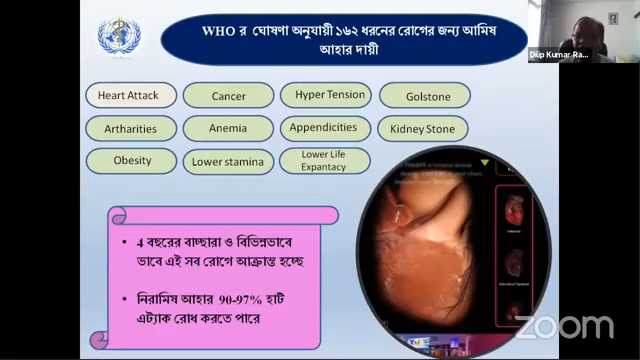 WHO র ঘোষণা অনুযায়ী ১৬২ ধরনের রোগের জন্য আমিষ
আহার দায়ী
Dilip Kumar Ra...
Heart Attack
Cancer
Hyper Tension
Golstone
Artharities
Anemia
Appendicities
Kidney Stone
Obesity
Lower stamina
Lower Life
Expantacy
• 4 বছরের বাচ্ছারা ও বিভিন্নভাবে
ভাবে এই সব রোগে আক্রান্ত হচ্ছে
• নিরামিষ আহার 90-97% হার্ট
এট্যাক রোধ করতে পারে
zoom